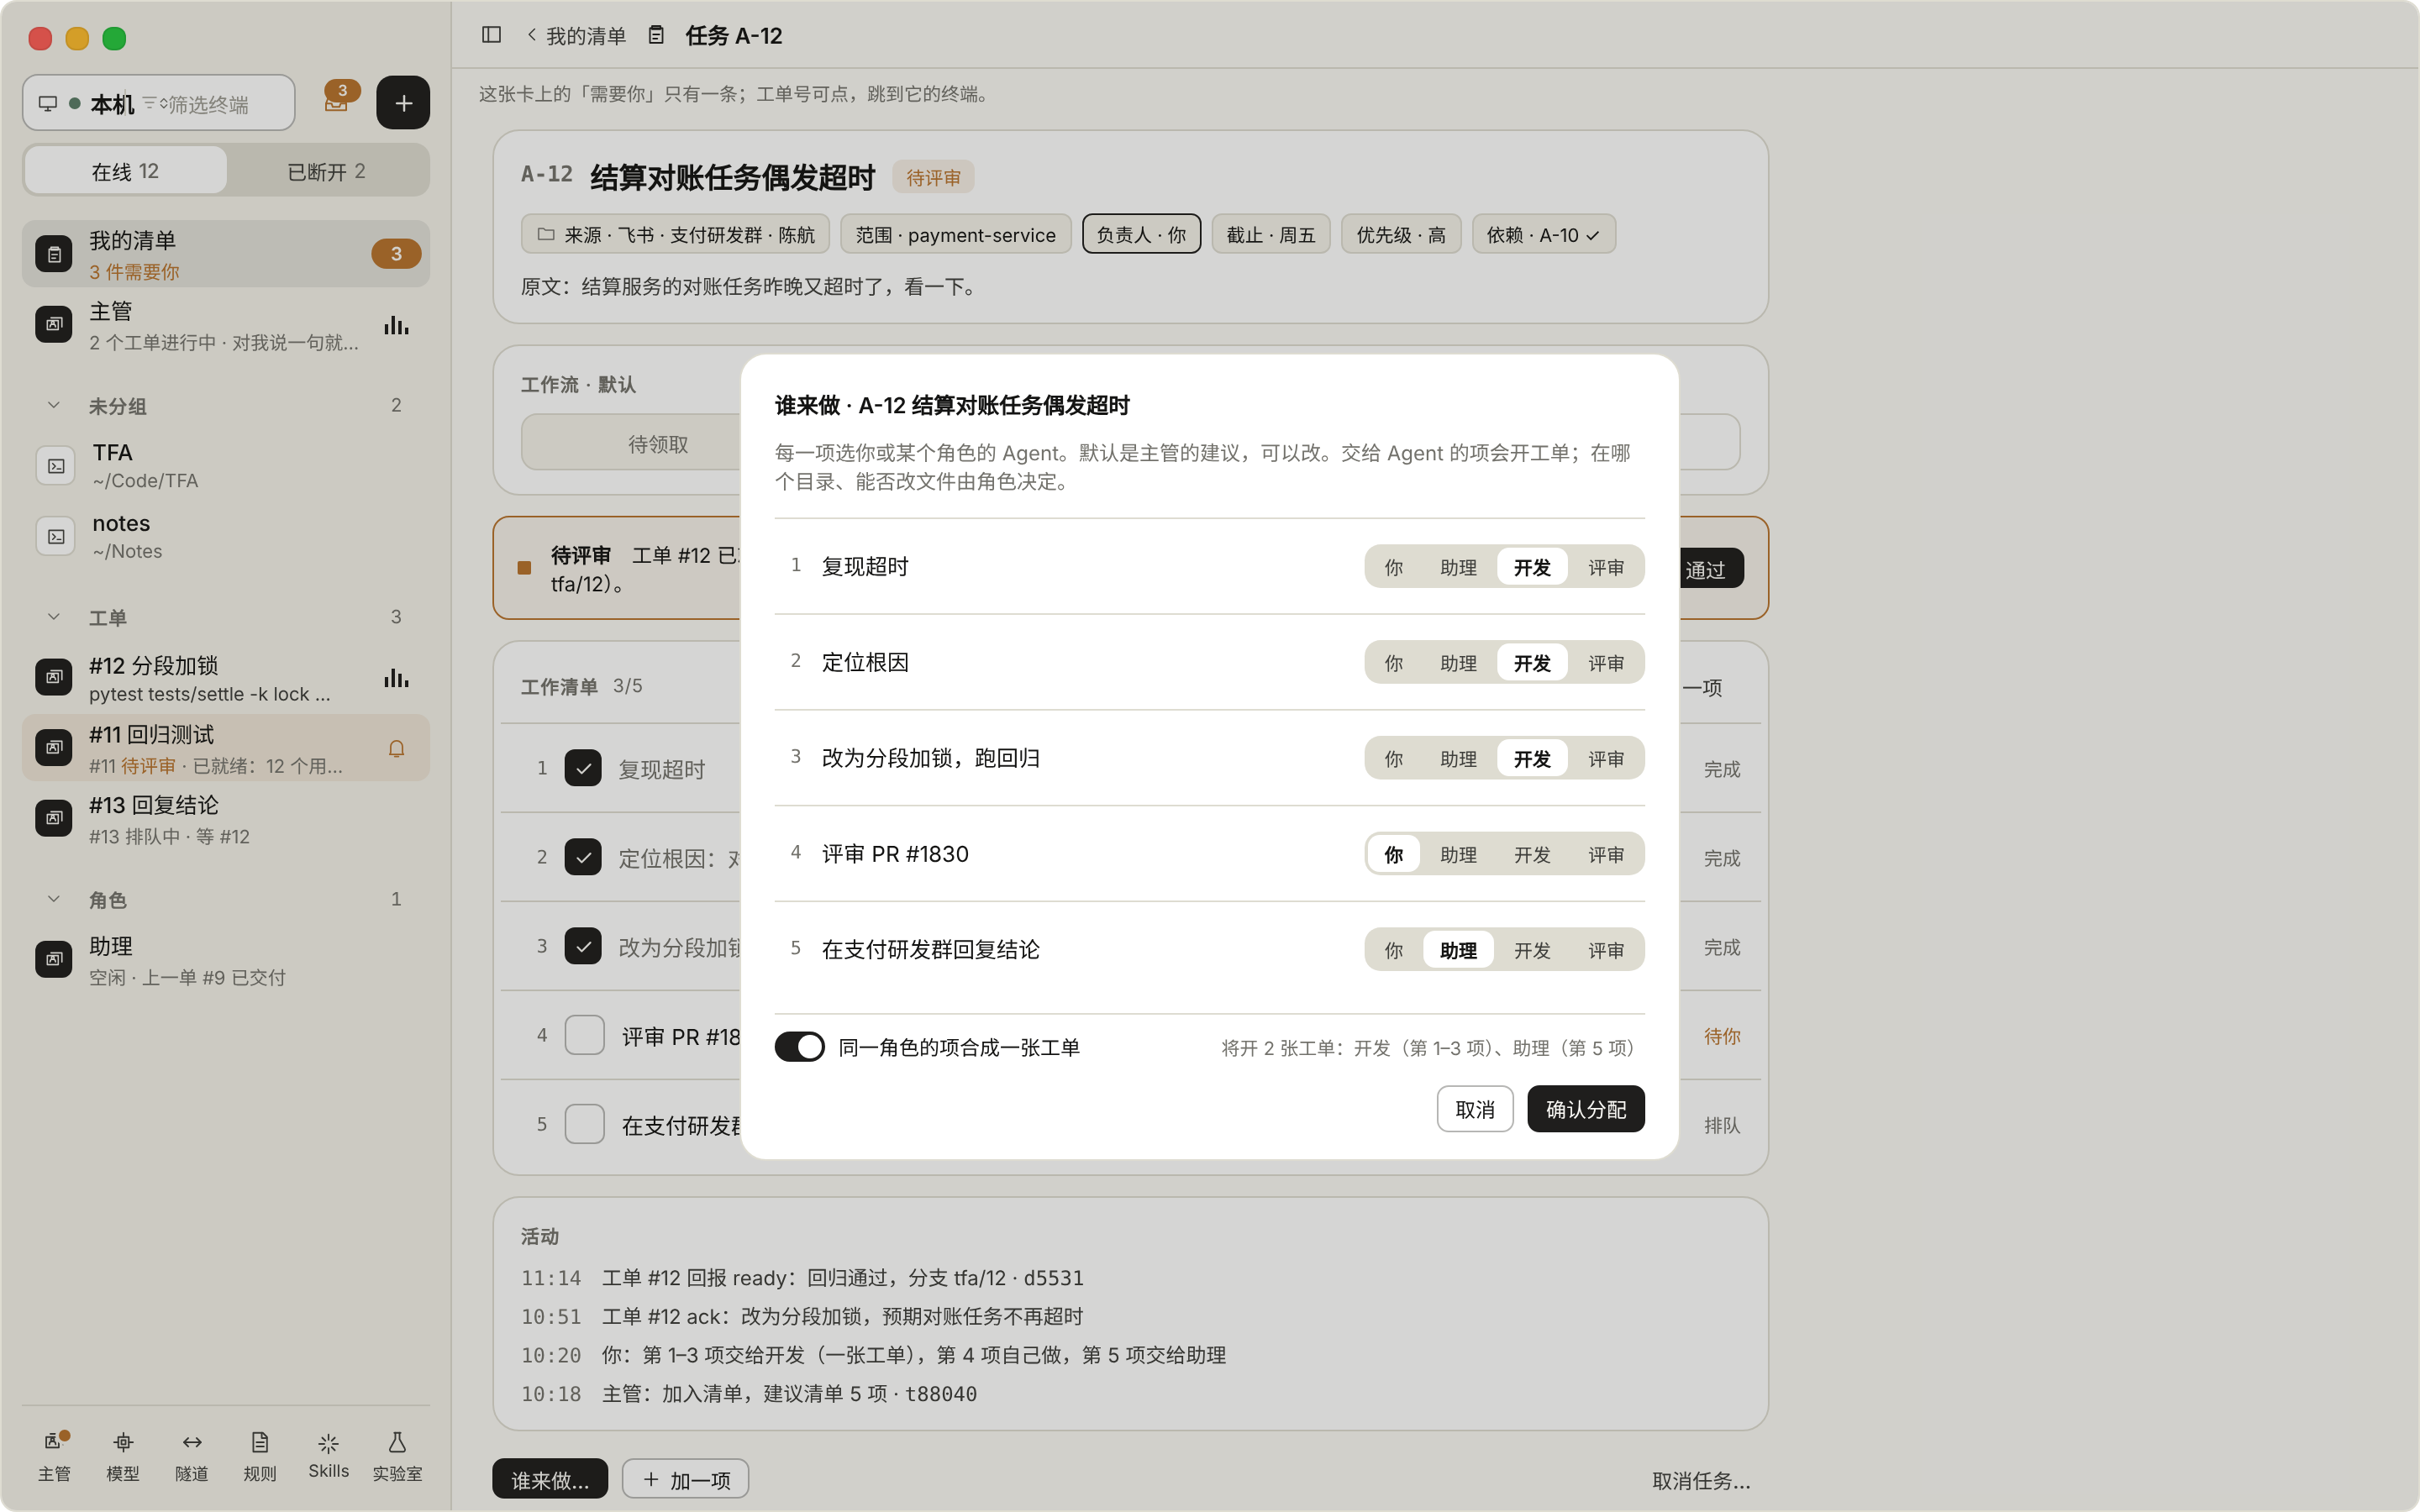 本机
筛选终端
3
在线 12
已断开 2
我的清单
3 件需要你
3
主管
2 个工单进行中 · 对我说一句就...
未分组
2
TFA
~/Code/TFA
notes
~/Notes
工单
3
#12 分段加锁
pytest tests/settle -k lock ...
#11 回归测试
#11 待评审 · 已就绪：12 个用...
#13 回复结论
#13 排队中 · 等 #12
角色
1
助理
空闲 · 上一单 #9 已交付
主管
模型
隧道
规则
Skills
实验室
我的清单
任务 A-12
这张卡上的「需要你」只有一条；工单号可点，跳到它的终端。
A-12 结算对账任务偶发超时 待评审
来源 · 飞书 · 支付研发群 · 陈航
范围 · payment-service
负责人 · 你
截止 · 周五
优先级 · 高
依赖 · A-10 ✓
原文：结算服务的对账任务昨晚又超时了，看一下。
工作流 · 默认
待领取
待评审 工单 #12 已
tfa/12）。
通过
工作清单 3/5
一项
1 复现超时
完成
2 定位根因：
完成
3 改为分段加
完成
4 评审 PR #18
待你
5 在支付研发
排队
谁来做 · A-12 结算对账任务偶发超时
每一项选你或某个角色的 Agent。默认是主管的建议，可以改。交给 Agent 的项会开工单；在哪
个目录、能否改文件由角色决定。
1 复现超时 你 助理 开发 评审
2 定位根因 你 助理 开发 评审
3 改为分段加锁，跑回归 你 助理 开发 评审
4 评审 PR #1830 你 助理 开发 评审
5 在支付研发群回复结论 你 助理 开发 评审
同一角色的项合成一张工单
将开 2 张工单：开发（第 1–3 项）、助理（第 5 项）
取消
确认分配
活动
11:14 工单 #12 回报 ready：回归通过，分支 tfa/12 · d5531
10:51 工单 #12 ack：改为分段加锁，预期对账任务不再超时
10:20 你：第 1–3 项交给开发（一张工单），第 4 项自己做，第 5 项交给助理
10:18 主管：加入清单，建议清单 5 项 · t88040
谁来做...
加一项
取消任务...